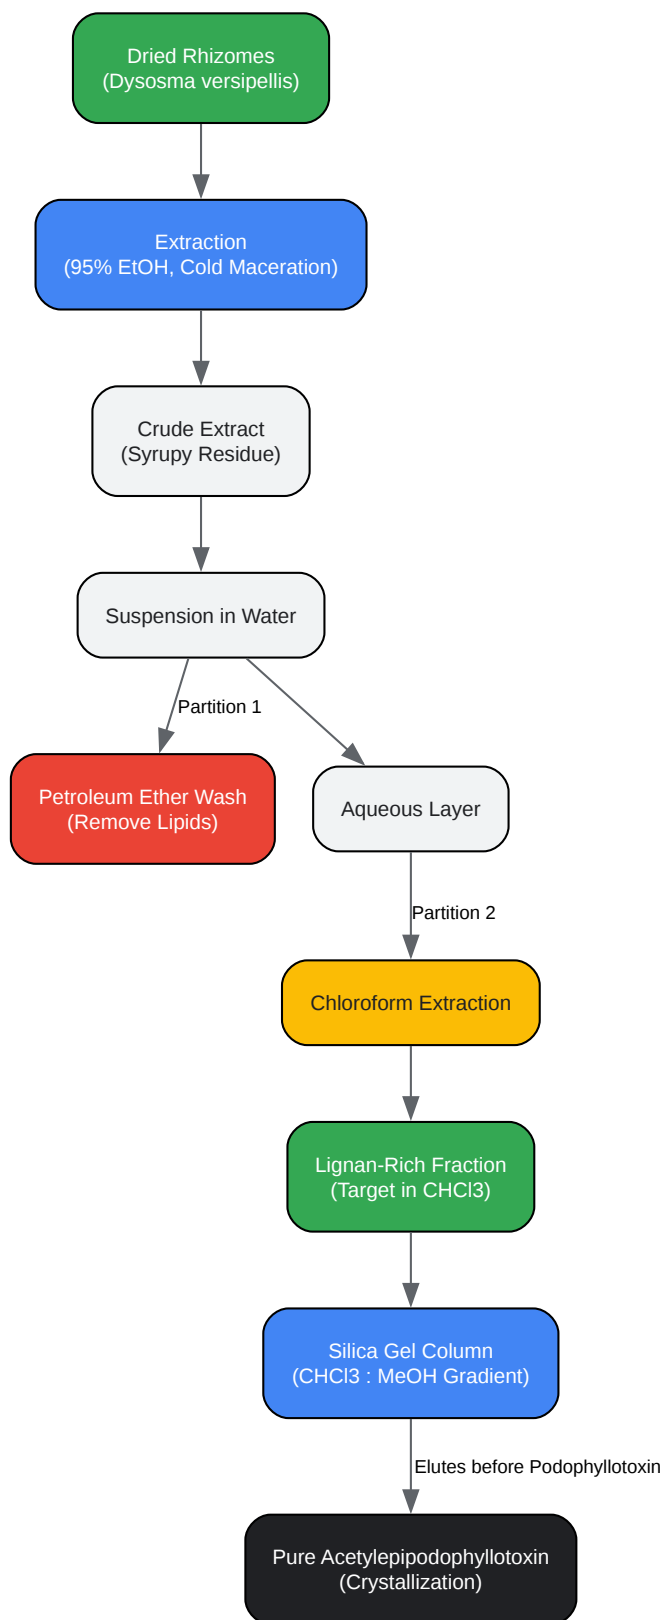 Dried Rhizomes
(Dysosma versipellis)
Extraction
(95% EtOH, Cold Maceration)
Crude Extract
(Syrupy Residue)
Suspension in Water
Partition 1
Petroleum Ether Wash
(Remove Lipids)
Aqueous Layer
Partition 2
Chloroform Extraction
Lignan-Rich Fraction
(Target in CHCl3)
Silica Gel Column
(CHCl3 : MeOH Gradient)
Elutes before Podophyllotoxin
Pure Acetylepipodophyllotoxin
(Crystallization)